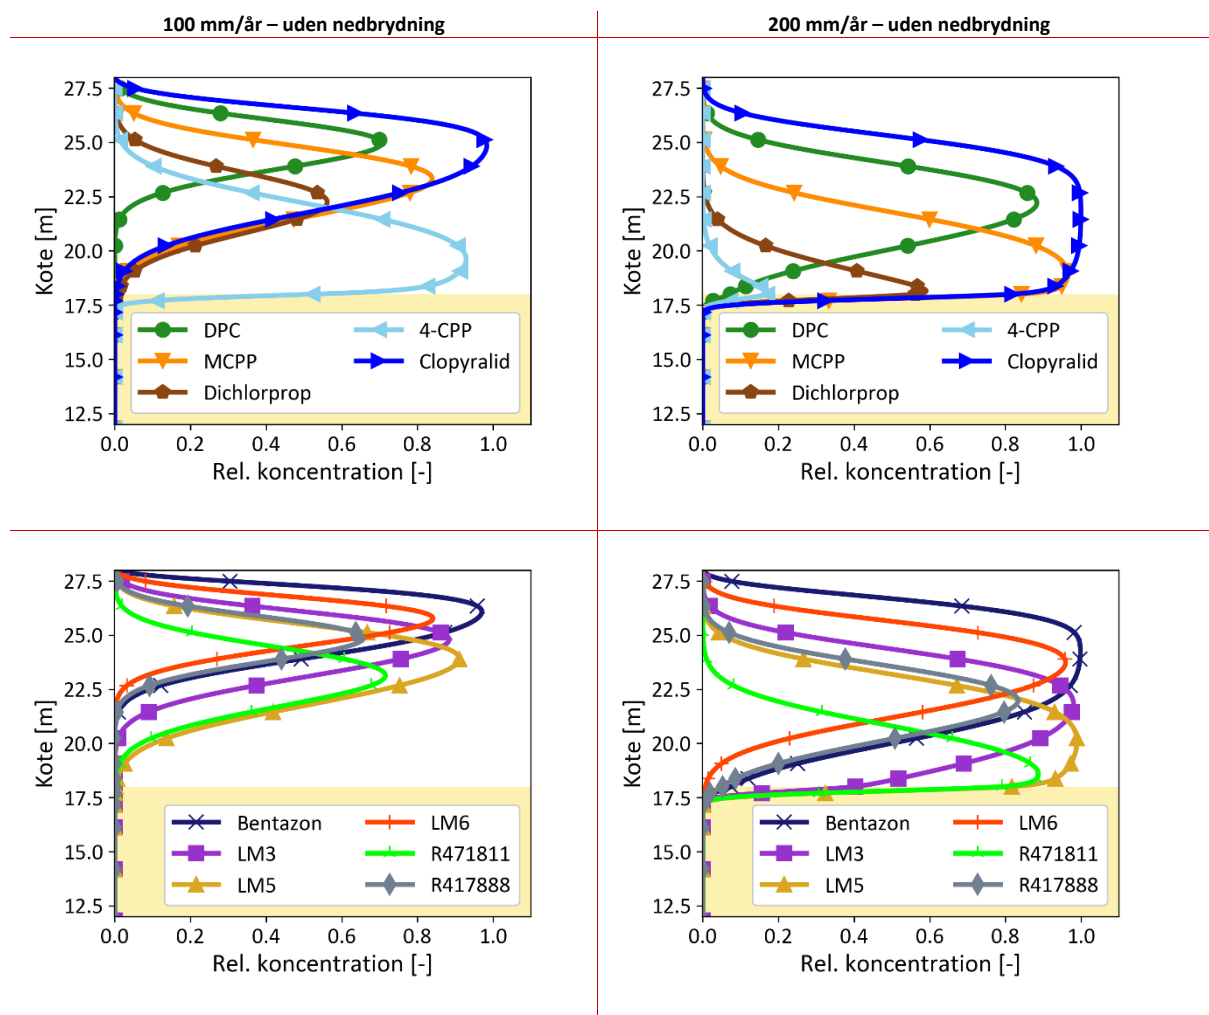 100 mm/år – uden nedbrydning
200 mm/år – uden nedbrydning
27.5
25.0
22.5
20.0
17.5
15.0
12.5
Kote [m]
DPC
MCPP
Dichlorprop
4-CPP
Clopyralid
0.0 0.2 0.4 0.6 0.8 1.0
Rel. koncentration [-]
27.5
25.0
22.5
20.0
17.5
15.0
12.5
Kote [m]
DPC
MCPP
Dichlorprop
4-CPP
Clopyralid
0.0 0.2 0.4 0.6 0.8 1.0
Rel. koncentration [-]
27.5
25.0
22.5
20.0
17.5
15.0
12.5
Kote [m]
Bentazon
LM3
LM5
LM6
R471811
R417888
0.0 0.2 0.4 0.6 0.8 1.0
Rel. koncentration [-]
27.5
25.0
22.5
20.0
17.5
15.0
12.5
Kote [m]
Bentazon
LM3
LM5
LM6
R471811
R417888
0.0 0.2 0.4 0.6 0.8 1.0
Rel. koncentration [-]